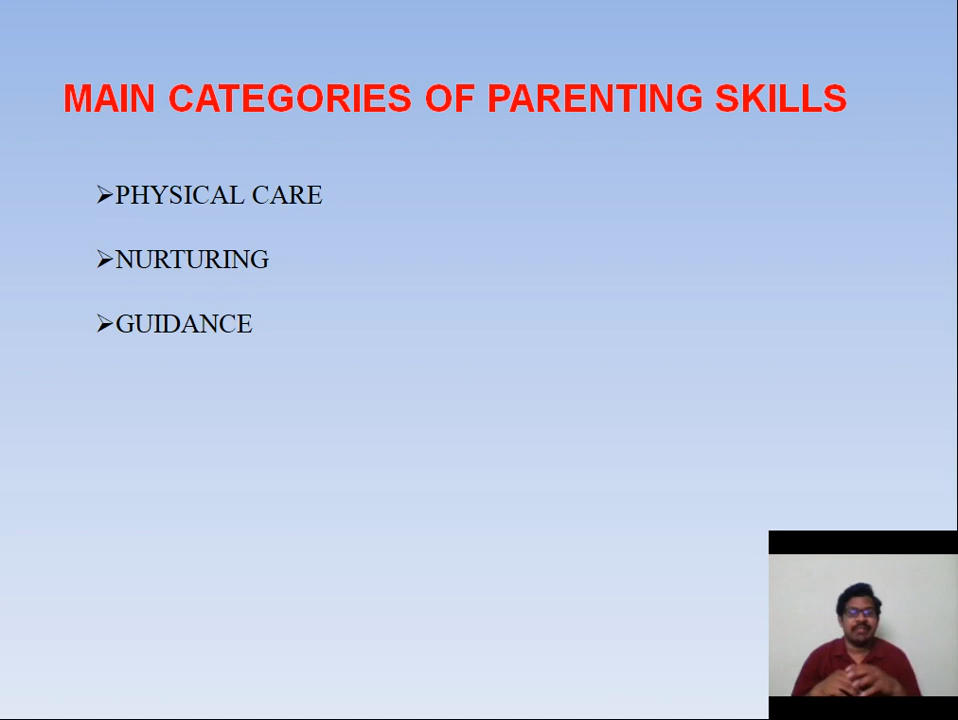 MAIN CATEGORIES OF PARENTING SKILLS
➢PHYSICAL CARE
➢NURTURING
➢GUIDANCE